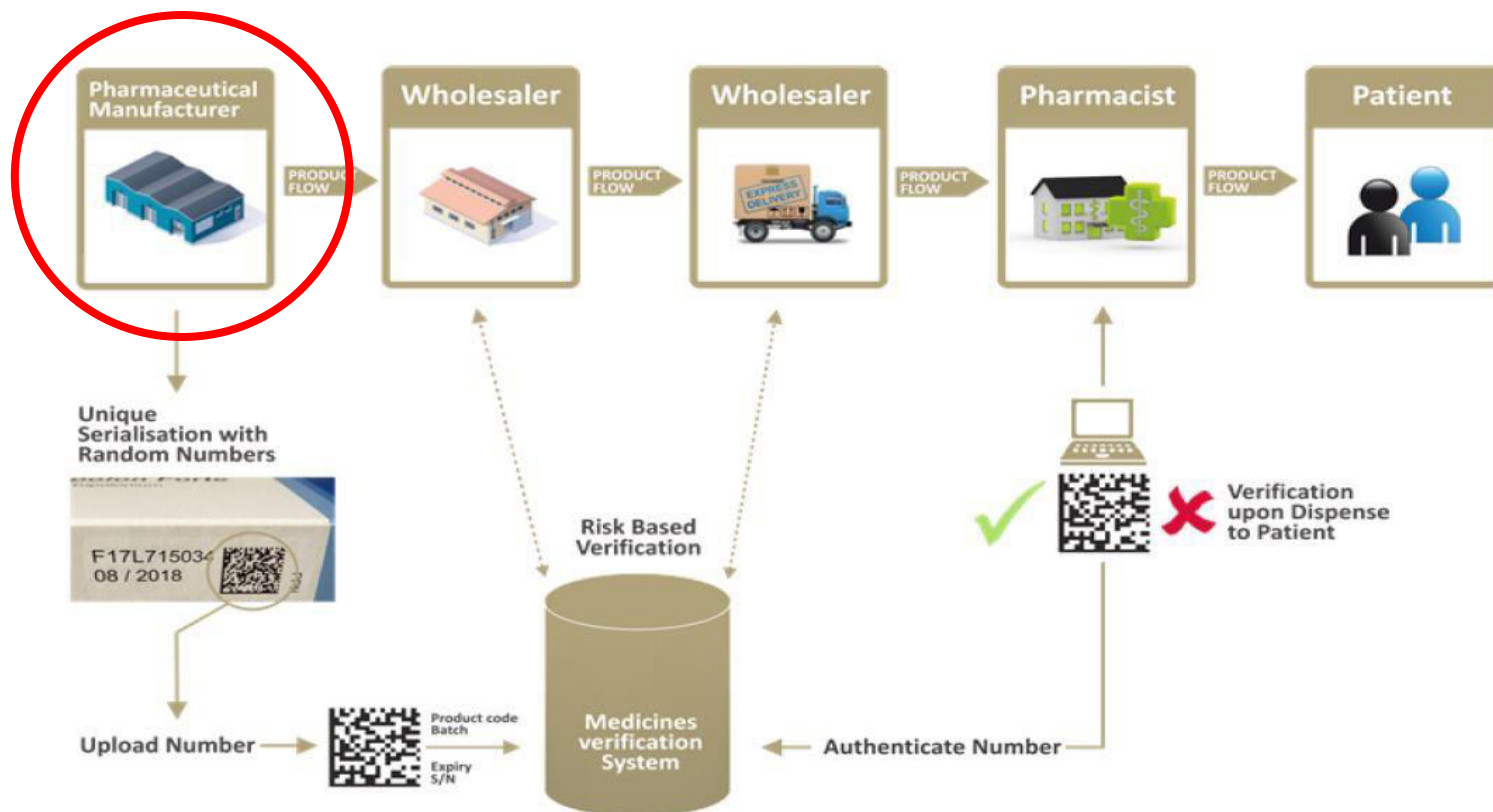 Pharmaceutical
Manufacturer
PRODUCT
FLOW
Wholesaler
PRODUCT
FLOW
Wholesaler
EXPRESS
DELIVERY
PRODUCT
FLOW
Pharmacist
PRODUCT
FLOW
Patient
Unique
Serialisation with
Random Numbers
F17L715034
08 / 2018
Upload Number
Product code
Batch
Expiry
S/N
Risk Based
Verification
Medicines
verification
System
Authenticate Number
Verification
upon Dispense
to Patient